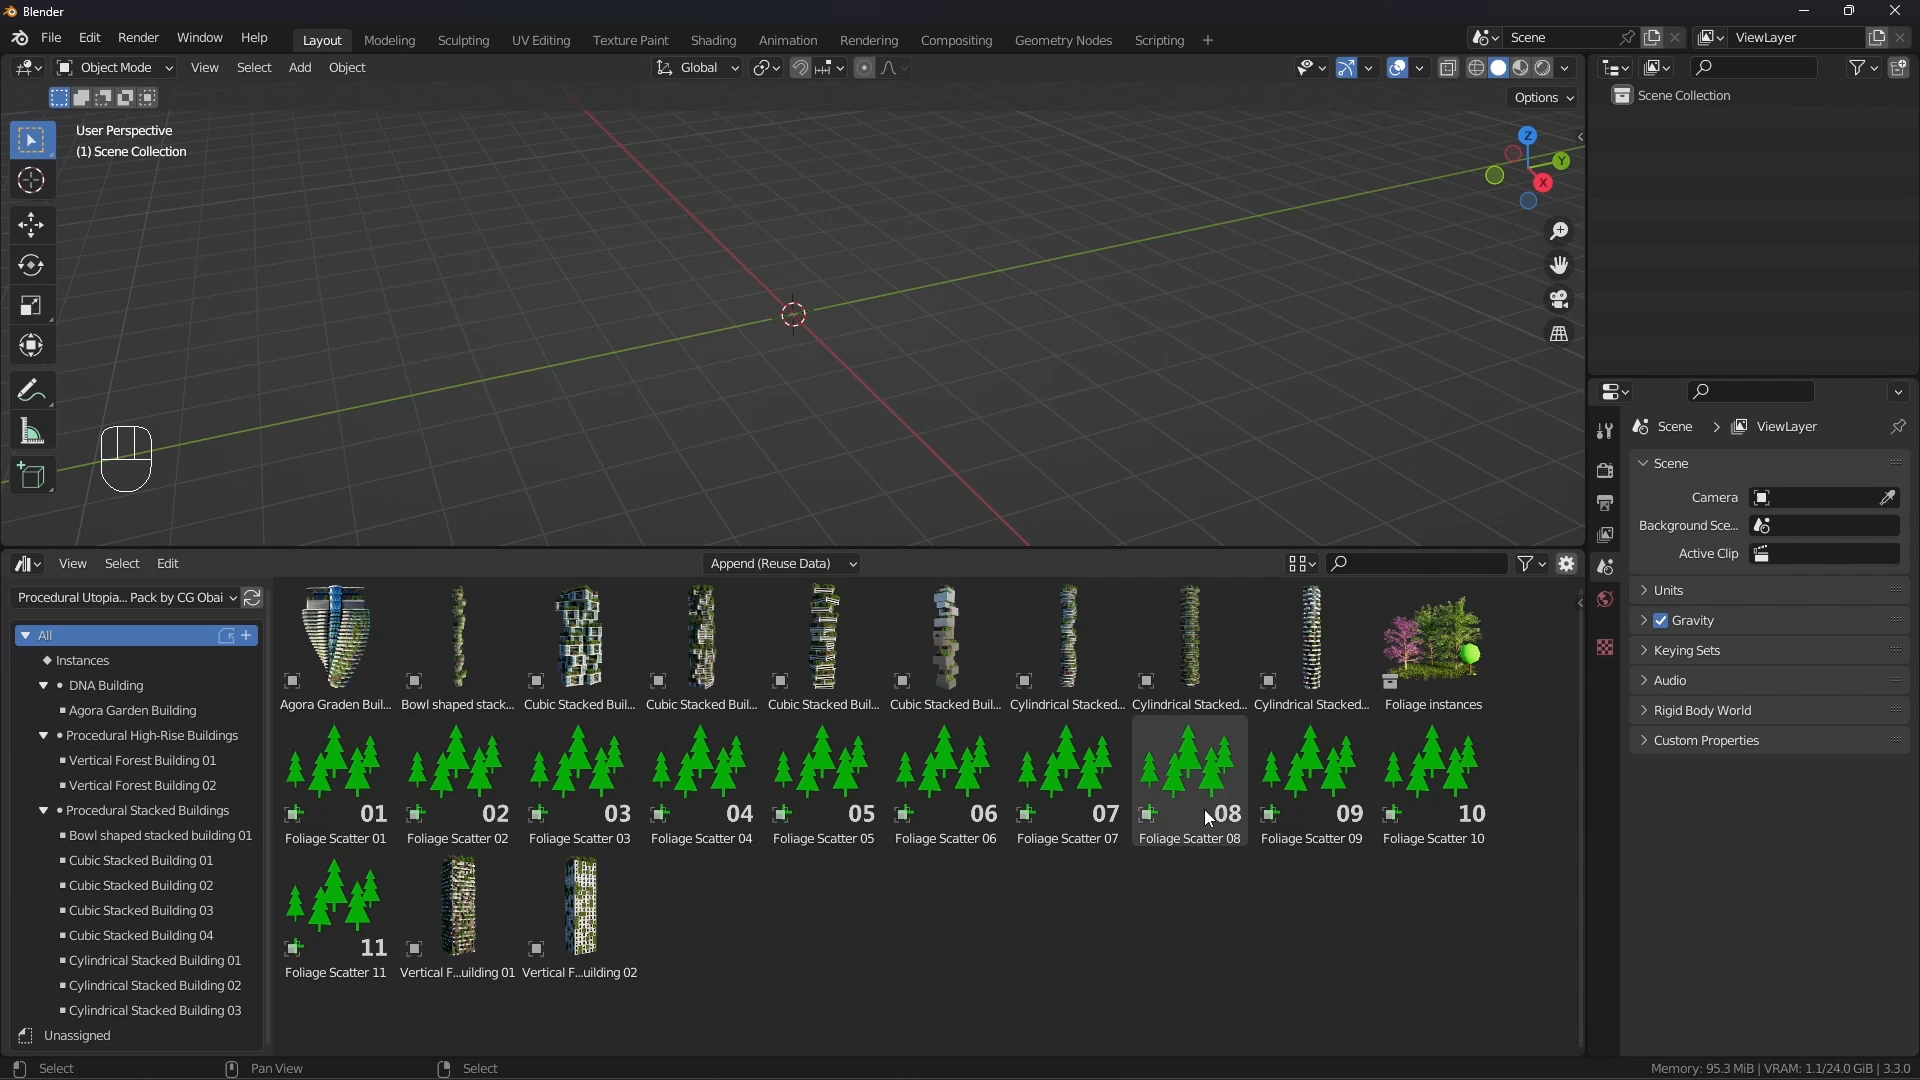 Blender
File Edit Render Window Help Layout Modeling Sculpting UV Editing Texture Paint Shading Animation Rendering Compositing Geometry Nodes Scripting + Scene ViewLayer
Object Mode View Select Add Object Global
Options
User Perspective
(1) Scene Collection
Z
Y
X
Scene Collection
Scene > ViewLayer
Scene
Camera
Background Sce...
Active Clip
Units
Gravity
Keying Sets
Audio
Rigid Body World
Custom Properties
View Select Edit Append (Reuse Data)
Procedural Utopia... Pack by CG Obai
All
Instances
DNA Building
Agora Garden Building
Procedural High-Rise Buildings
Vertical Forest Building 01
Vertical Forest Building 02
Procedural Stacked Buildings
Bowl shaped stacked building 01
Cubic Stacked Building 01
Cubic Stacked Building 02
Cubic Stacked Building 03
Cubic Stacked Building 04
Cylindrical Stacked Building 01
Cylindrical Stacked Building 02
Cylindrical Stacked Building 03
Unassigned
Agora Graden Buil... Bowl shaped stack... Cubic Stacked Buil... Cubic Stacked Buil... Cubic Stacked Buil... Cubic Stacked Buil... Cylindrical Stacked... Cylindrical Stacked... Cylindrical Stacked... Foliage instances
01 02 03 04 05 06 07 08 09 10
Foliage Scatter 01 Foliage Scatter 02 Foliage Scatter 03 Foliage Scatter 04 Foliage Scatter 05 Foliage Scatter 06 Foliage Scatter 07 Foliage Scatter 08 Foliage Scatter 09 Foliage Scatter 10
11
Foliage Scatter 11 Vertical F...uilding 01 Vertical F...uilding 02
Select Pan View Select Memory: 95.3 MiB | VRAM: 1.1/24.0 GiB | 3.3.0